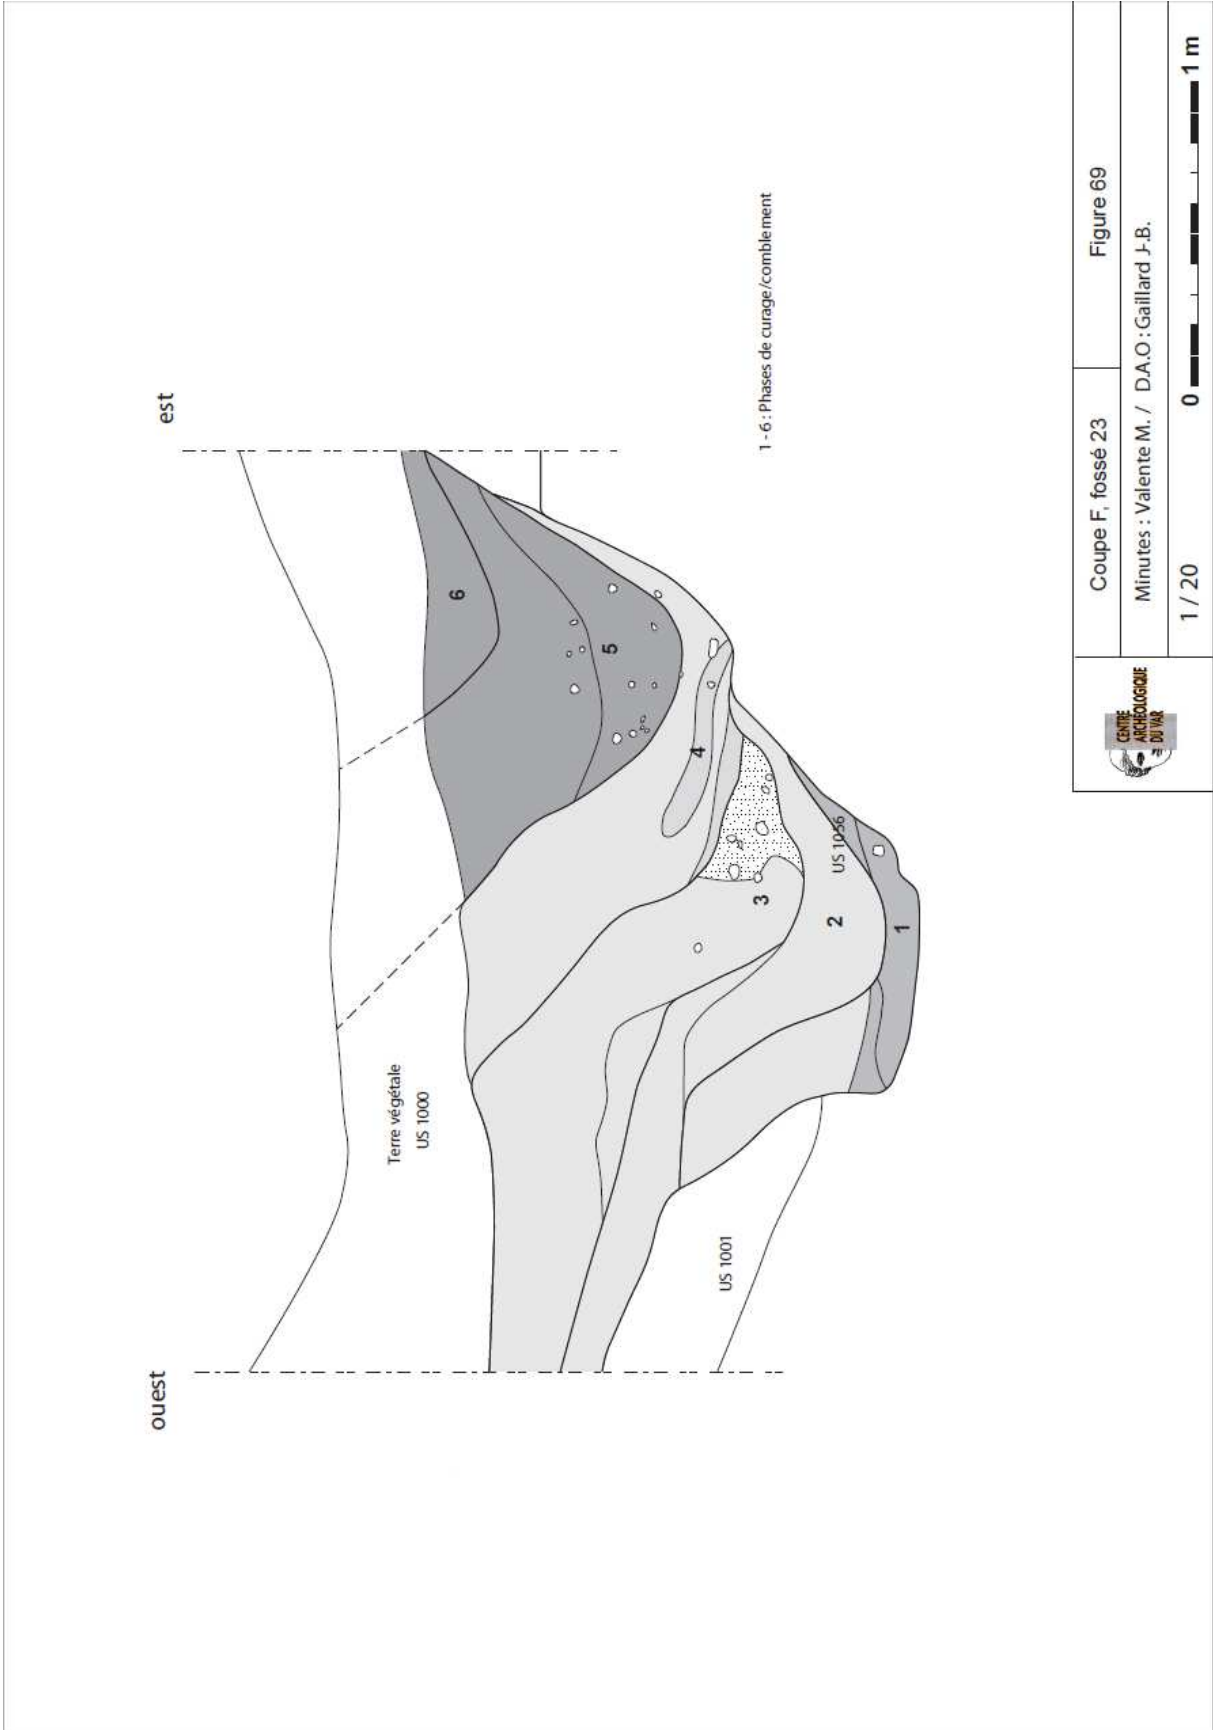 ouest
est
Terre végétale
US 1000
US 1001
US 1056
1
2
3
4
5
6
1 - 6 : Phases de curage/comblement
CENTRE
ARCHEOLOGIQUE
DU VAR
Coupe F, fossé 23
Figure 69
Minutes : Valente M. / D.A.O : Gaillard J-.B.
1 / 20
0
1 m